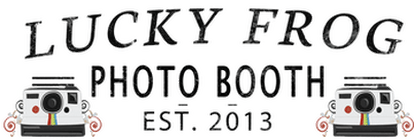 LUCKY FROG
PHOTO BOOTH
EST. 2013